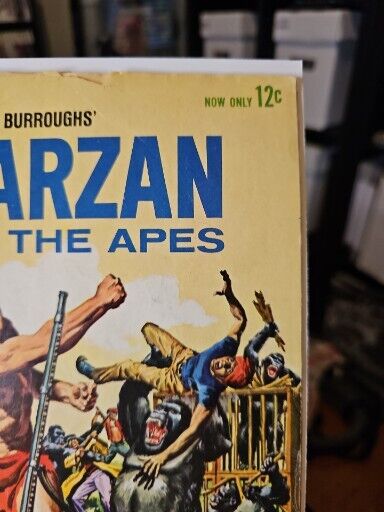 NOW ONLY 12¢
BURROUGHS'
ARZAN
THE APES